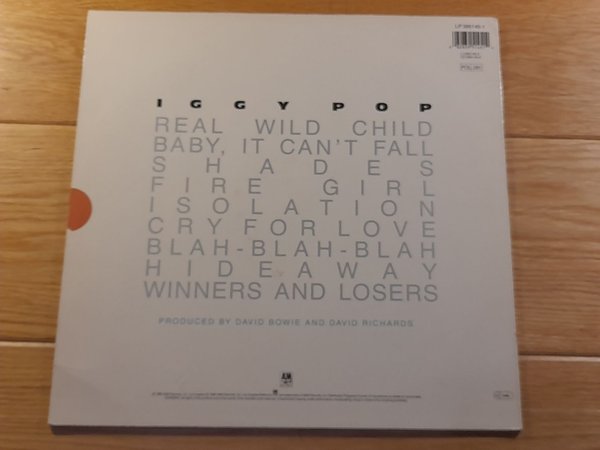 IGGY POP
REAL WILD CHILD
BABY, IT CAN'T FALL
SHADES
FIRE GIRL
ISOLATION
CRY FOR LOVE
BLAH-BLAH-BLAH
HIDEAWAY
WINNERS AND LOSERS
PRODUCED BY DAVID BOWIE AND DAVID RICHARDS
A&M